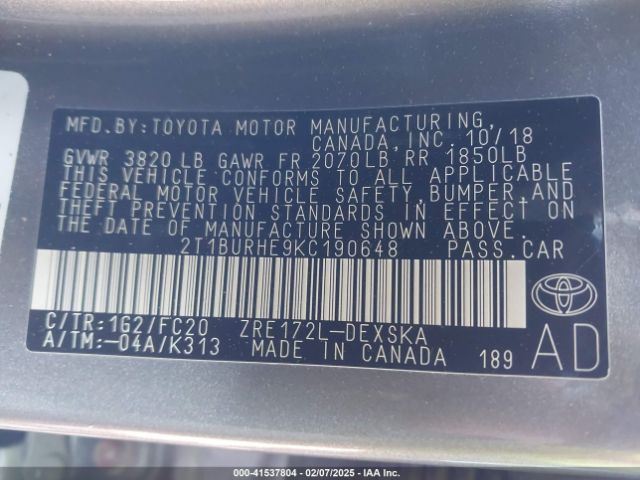 MFD.BY:TOYOTA MOTOR MANUFACTURING,
CANADA,INC. 10/18
GVWR 3820 LB GAWR FR 2070LB RR 1850LB
THIS VEHICLE CONFORMS TO ALL APPLICABLE
FEDERAL MOTOR VEHICLE SAFETY,BUMPER,AND
THEFT PREVENTION STANDARDS IN EFFECT ON
THE DATE OF MANUFACTURE SHOWN ABOVE.
2T1BURHE9KC190648 PASS.CAR
C/TR:162/FC20 ZRE172L-DEXSKA
A/TM:-04A/K313 MADE IN CANADA 189
AD
000-41537804 - 02/07/2025 - IAA Inc.